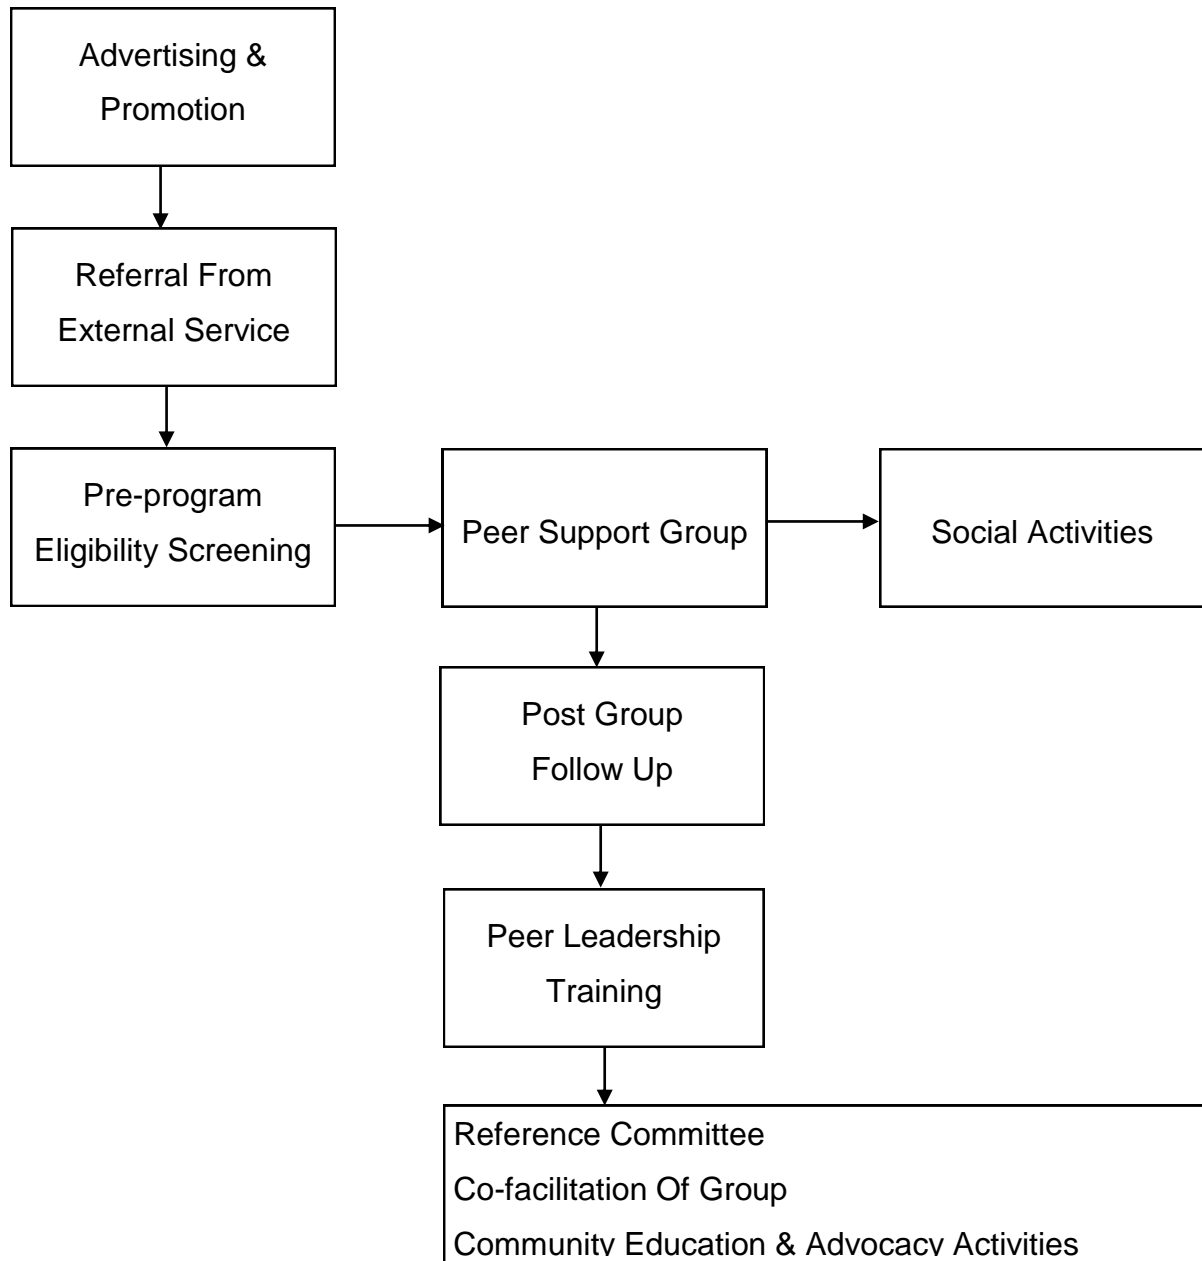 Advertising &
Promotion
Referral From
External Service
Pre-program
Eligibility Screening
Peer Support Group
Social Activities
Post Group
Follow Up
Peer Leadership
Training
Reference Committee
Co-facilitation Of Group
Community Education & Advocacy Activities